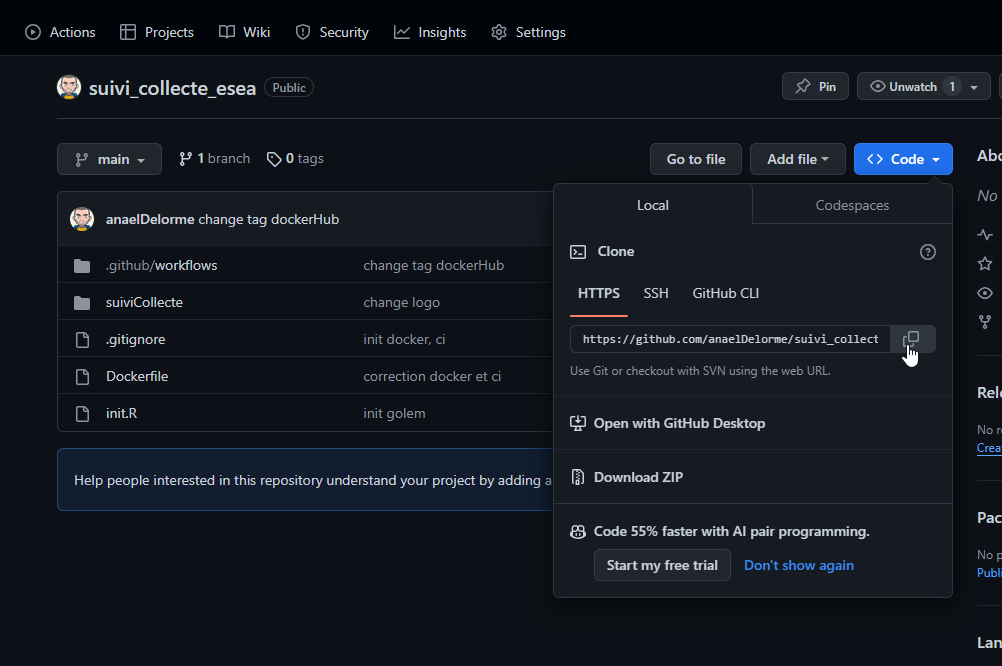 Actions Projects Wiki Security Insights Settings
suivi_collecte_esea Public Pin Unwatch 1
main 1 branch 0 tags Go to file Add file Code
anaelDelorme change tag dockerHub
.github/workflows change tag dockerHub
suiviCollecte change logo
.gitignore init docker, ci
Dockerfile correction docker et ci
init.R init golem
Help people interested in this repository understand your project by adding a
Local Codespaces
Clone
HTTPS SSH GitHub CLI
https://github.com/anaelDelorme/suivi_collect
Use Git or checkout with SVN using the web URL.
Open with GitHub Desktop
Download ZIP
Code 55% faster with AI pair programming.
Start my free trial Don't show again
Abo
No
Rel
No r
Crea
Pac
No p
Publi
Lan